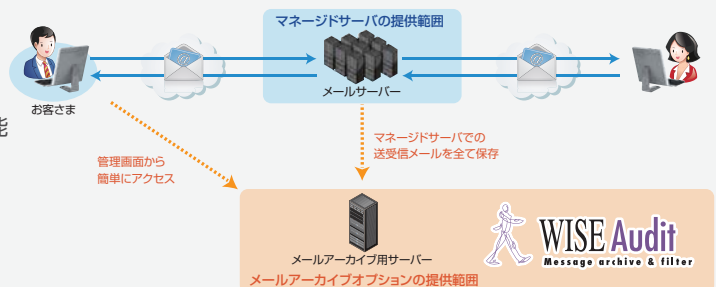 マネージドサーバの提供範囲
お客さま
メールサーバー
能
管理画面から
簡単にアクセス
マネージドサーバでの
送受信メールを全て保存
メールアーカイブ用サーバー
WISE Audit
Message archive & filter
メールアーカイブオプションの提供範囲